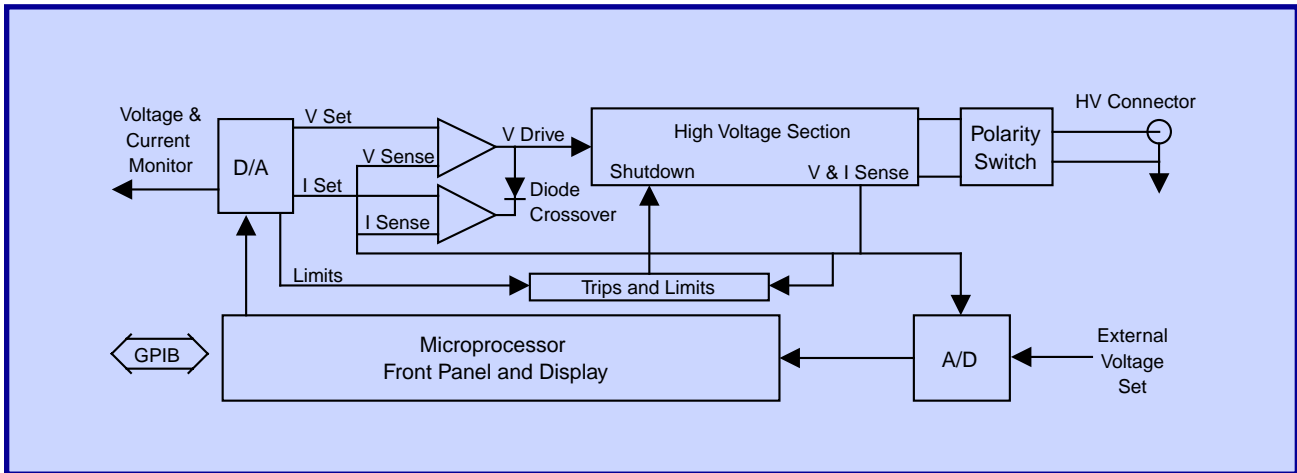 Voltage &
Current
Monitor
D/A
V Set
V Sense
I Set
I Sense
V Drive
Diode
Crossover
High Voltage Section
Shutdown
V & I Sense
Polarity
Switch
HV Connector
Limits
Trips and Limits
GPIB
Microprocessor
Front Panel and Display
A/D
External
Voltage
Set